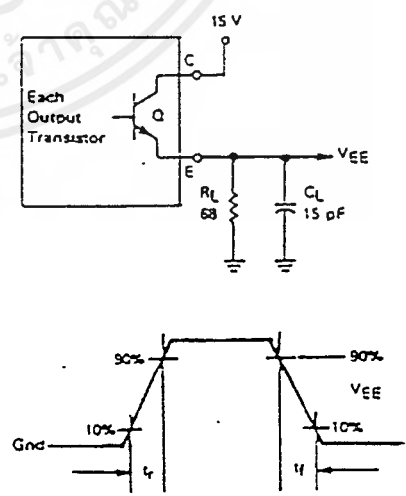 15 V
C
Each
Output
Transistor
Q
E
VEE
RL
68
CL
15 pF
90%
90%
VEE
10%
10%
Gnd
tr
tf